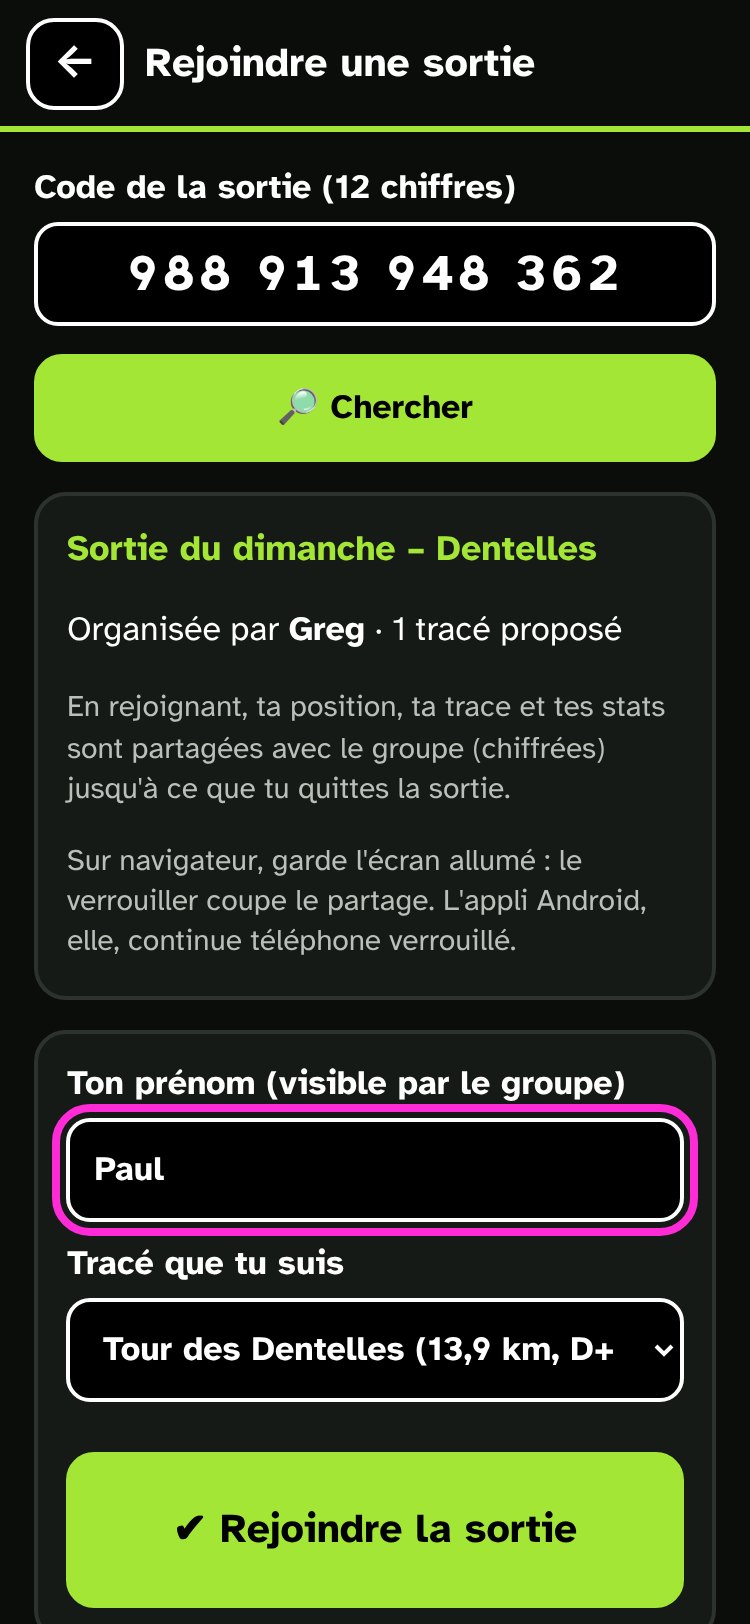 ← Rejoindre une sortie
Code de la sortie (12 chiffres)
988 913 948 362
🔎 Chercher
Sortie du dimanche – Dentelles
Organisée par Greg · 1 tracé proposé
En rejoignant, ta position, ta trace et tes stats
sont partagées avec le groupe (chiffrées)
jusqu'à ce que tu quittes la sortie.
Sur navigateur, garde l'écran allumé : le
verrouiller coupe le partage. L'appli Android,
elle, continue téléphone verrouillé.
Ton prénom (visible par le groupe)
Paul
Tracé que tu suis
Tour des Dentelles (13,9 km, D+
✔ Rejoindre la sortie